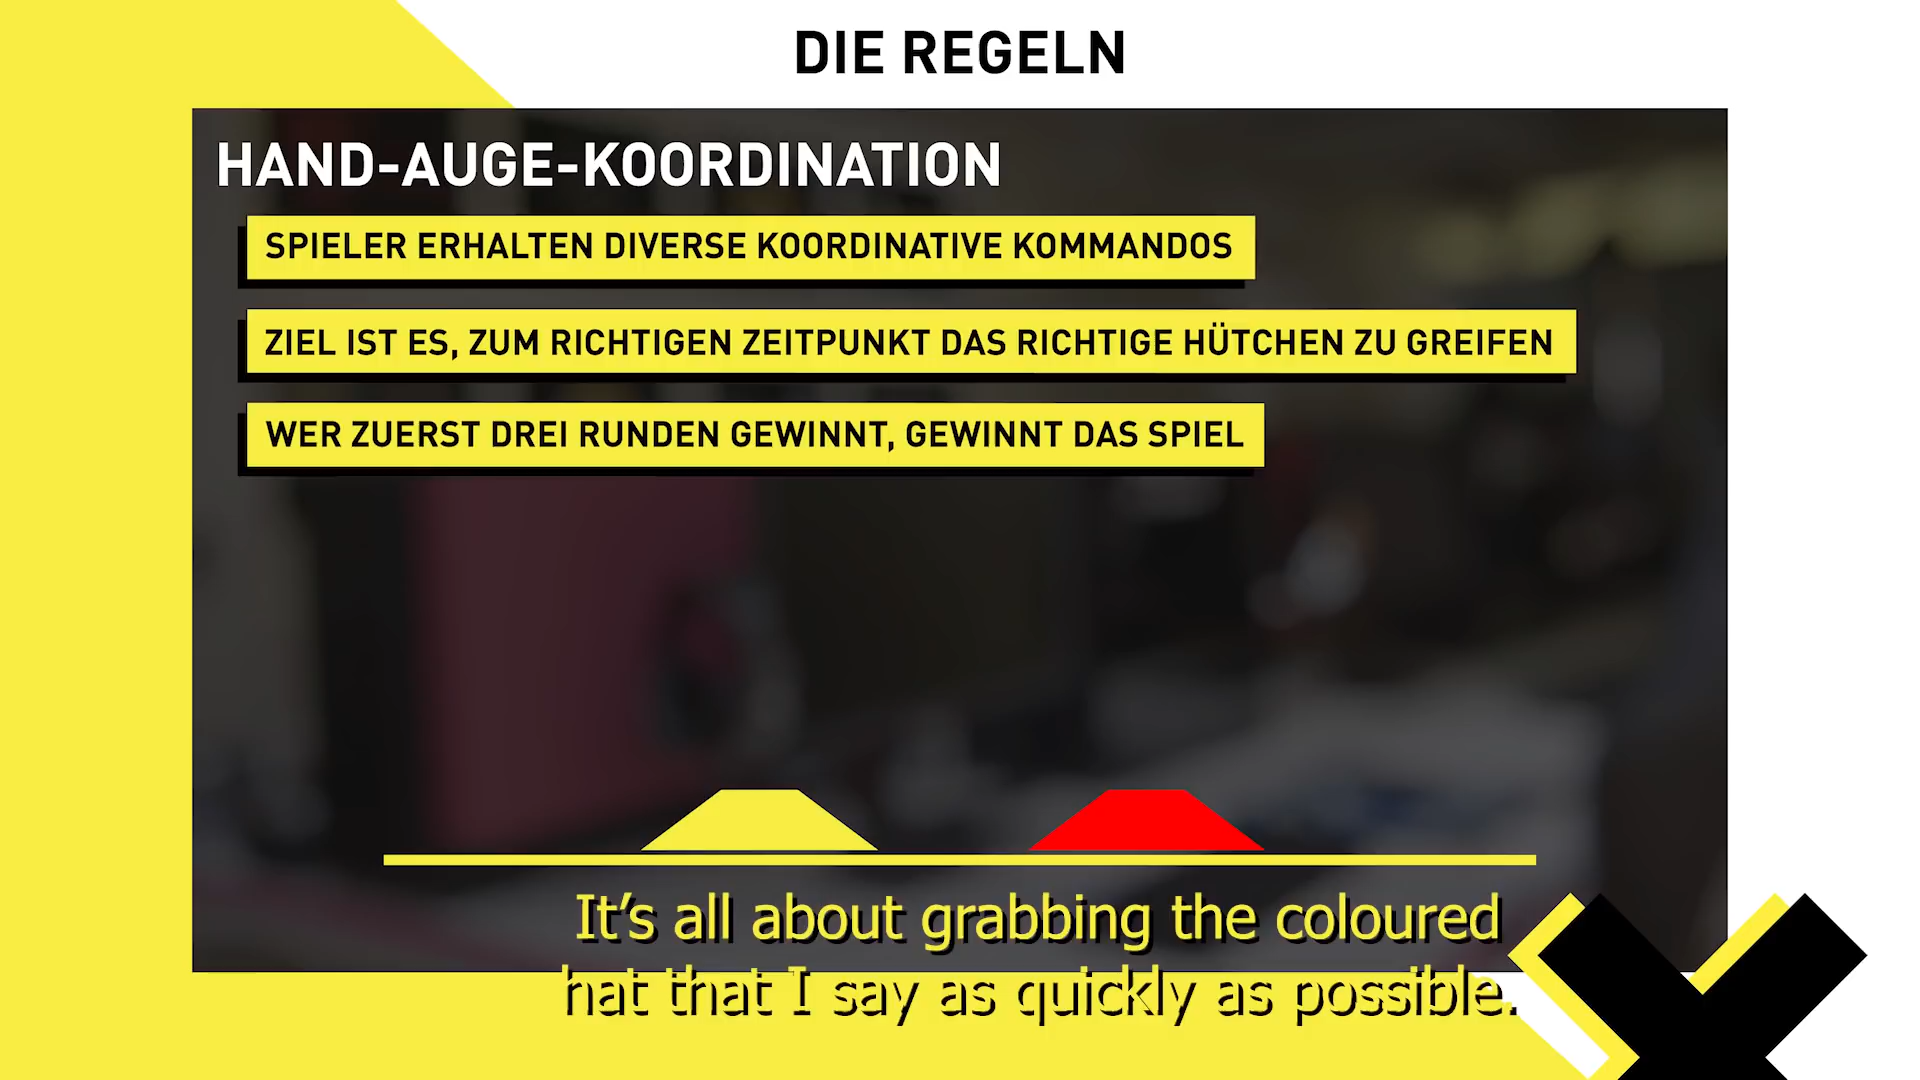 DIE REGELN
HAND-AUGE-KOORDINATION
SPIELER ERHALTEN DIVERSE KOORDINATIVE KOMMANDOS
ZIEL IST ES, ZUM RICHTIGEN ZEITPUNKT DAS RICHTIGE HÜTCHEN ZU GREIFEN
WER ZUERST DREI RUNDEN GEWINNT, GEWINNT DAS SPIEL
It's all about grabbing the coloured
hat that I say as quickly as possible.